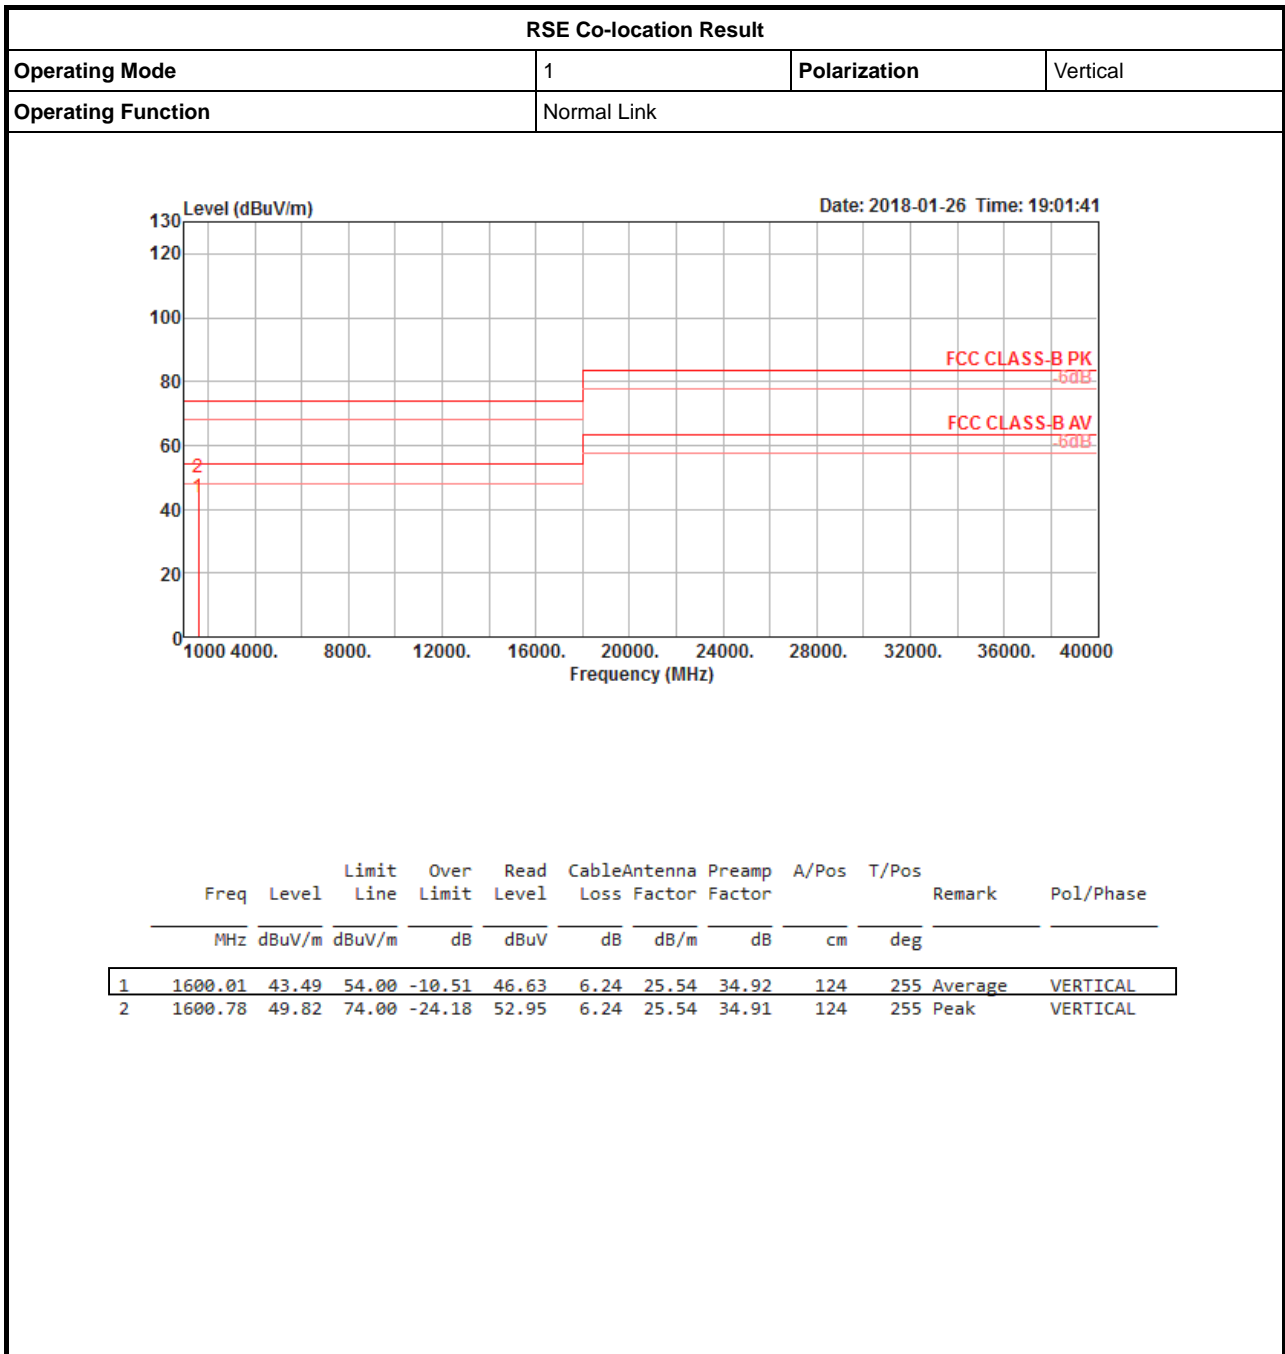 RSE Co-location Result
Operating Mode 1 Polarization Vertical
Operating Function Normal Link
Level (dBuV/m) Date: 2018-01-26 Time: 19:01:41
130
120
100
FCC CLASS-B PK
80
-6dB
FCC CLASS-B AV
60
-6dB
2
1
40
20
0
1000 4000. 8000. 12000. 16000. 20000. 24000. 28000. 32000. 36000. 40000
Frequency (MHz)
Limit Over Read CableAntenna Preamp A/Pos T/Pos
Freq Level Line Limit Level Loss Factor Factor Remark Pol/Phase
MHz dBuV/m dBuV/m dB dBuV dB dB/m dB cm deg
1 1600.01 43.49 54.00 -10.51 46.63 6.24 25.54 34.92 124 255 Average VERTICAL
2 1600.78 49.82 74.00 -24.18 52.95 6.24 25.54 34.91 124 255 Peak VERTICAL